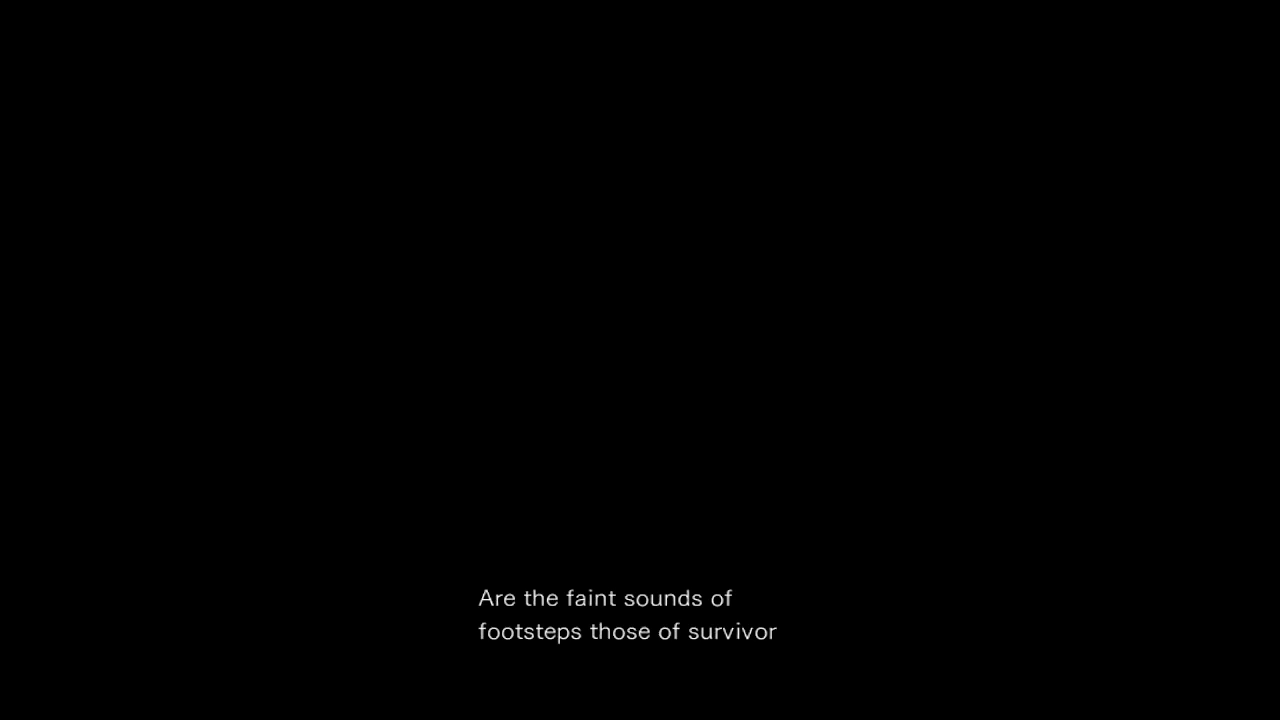 Are the faint sounds of
footsteps those of survivor